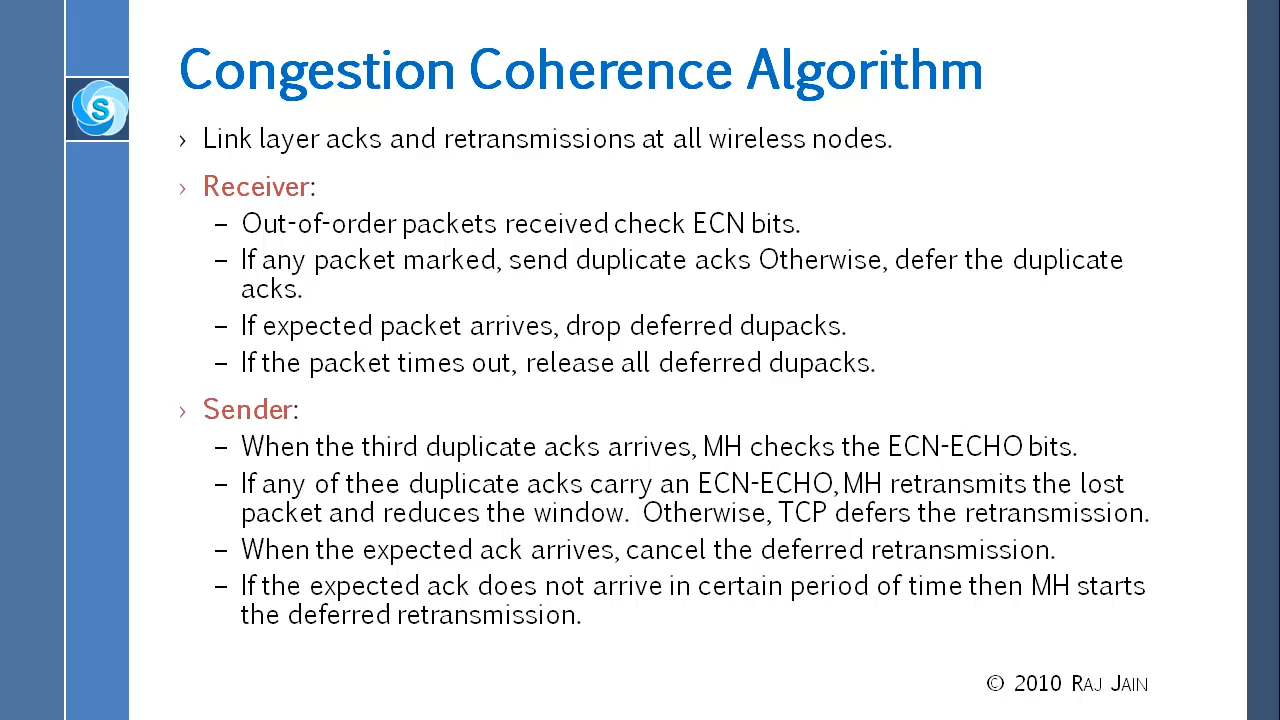 Congestion Coherence Algorithm
S
› Link layer acks and retransmissions at all wireless nodes.
› Receiver:
– Out-of-order packets received check ECN bits.
– If any packet marked, send duplicate acks Otherwise, defer the duplicate
acks.
– If expected packet arrives, drop deferred dupacks.
– If the packet times out, release all deferred dupacks.
› Sender:
– When the third duplicate acks arrives, MH checks the ECN-ECHO bits.
– If any of thee duplicate acks carry an ECN-ECHO, MH retransmits the lost
packet and reduces the window. Otherwise, TCP defers the retransmission.
– When the expected ack arrives, cancel the deferred retransmission.
– If the expected ack does not arrive in certain period of time then MH starts
the deferred retransmission.
© 2010 RAJ JAIN